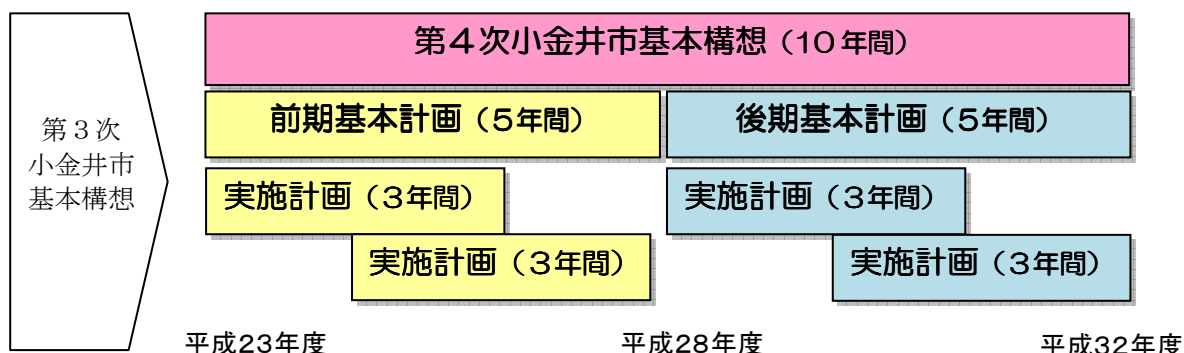 第３次
小金井市
基本構想
第４次小金井市基本構想（10年間）
前期基本計画（5年間）
後期基本計画（5年間）
実施計画（3年間）
実施計画（3年間）
実施計画（3年間）
実施計画（3年間）
平成23年度
平成28年度
平成32年度